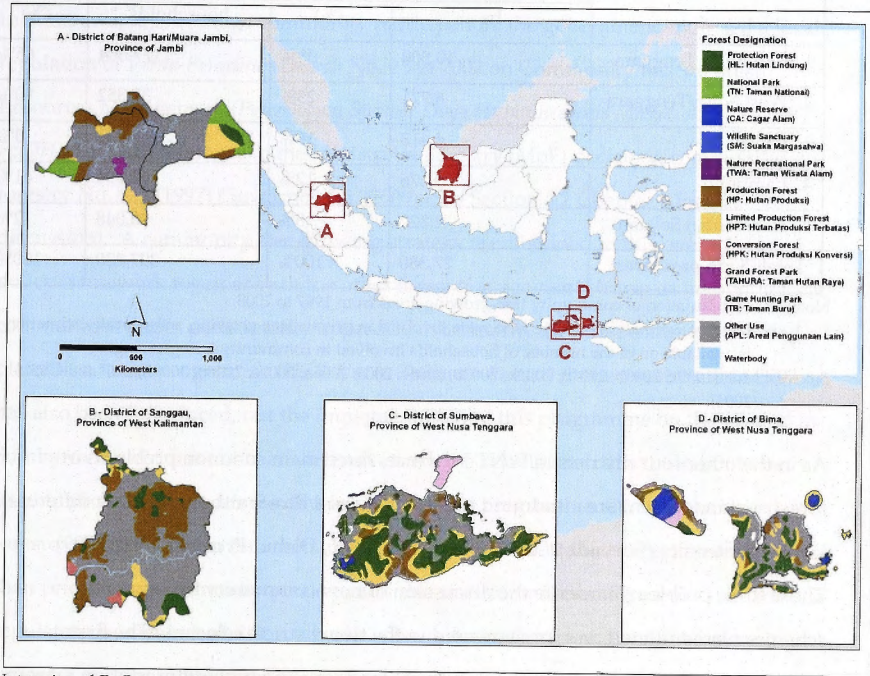 A - District of Batang Hari/Muara Jambi,
Province of Jambi
A
B
C
D
N
0
500
1,000
Kilometers
Forest Designation
Protection Forest
(HL: Hutan Lindung)
National Park
(TN: Taman National)
Nature Reserve
(CA: Cagar Alam)
Wildlife Sanctuary
(SM: Suaka Margasatwa)
Nature Recreational Park
(TWA: Taman Wisata Alam)
Production Forest
(HP: Hutan Produksi)
Limited Production Forest
(HPT: Hutan Produksi Terbatas)
Conversion Forest
(HPK: Hutan Produksi Konversi)
Grand Forest Park
(TAHURA: Taman Hutan Raya)
Game Hunting Park
(TB: Taman Buru)
Other Use
(APL: Areal Penggunaan Lain)
Waterbody
B - District of Sanggau,
Province of West Kalimantan
C - District of Sumbawa,
Province of West Nusa Tenggara
D - District of Bima,
Province of West Nusa Tenggara